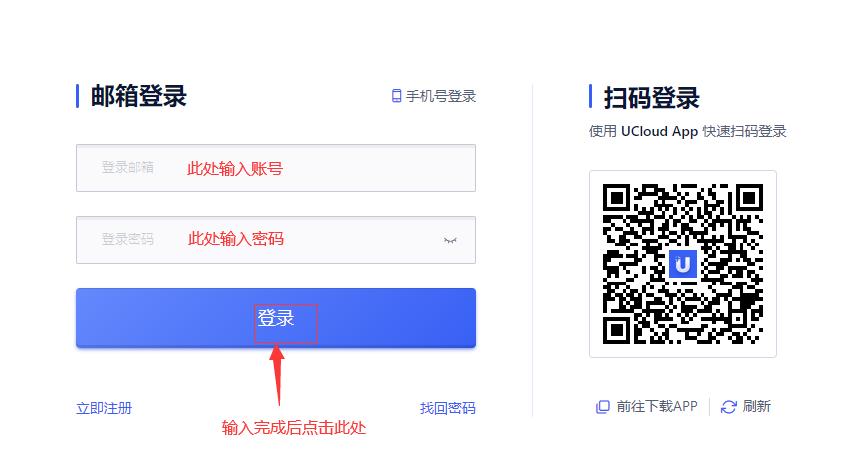 邮箱登录
手机号登录
登录邮箱 此处输入账号
登录密码 此处输入密码
登录
立即注册
找回密码
输入完成后点击此处
扫码登录
使用 UCloud App 快速扫码登录
U
前往下载APP
刷新